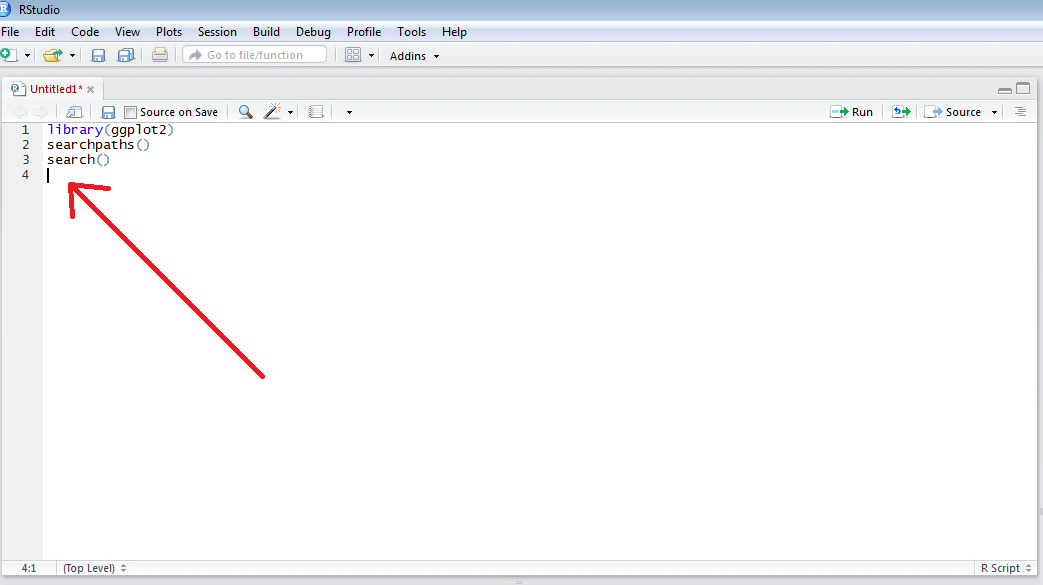 RStudio
File Edit Code View Plots Session Build Debug Profile Tools Help
Go to file/function Addins
Untitled1*
Source on Save Run Source
1 library(ggplot2)
2 searchpaths()
3 search()
4
4:1 (Top Level) R Script